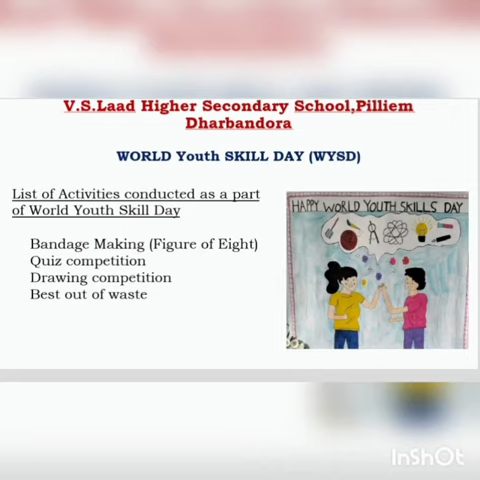 V.S.Laad Higher Secondary School,Pilliem
Dharbandora
WORLD Youth SKILL DAY (WYSD)
List of Activities conducted as a part
of World Youth Skill Day
Bandage Making (Figure of Eight)
Quiz competition
Drawing competition
Best out of waste
HAPPY WORLD YOUTH SKILLS DAY
InShOt